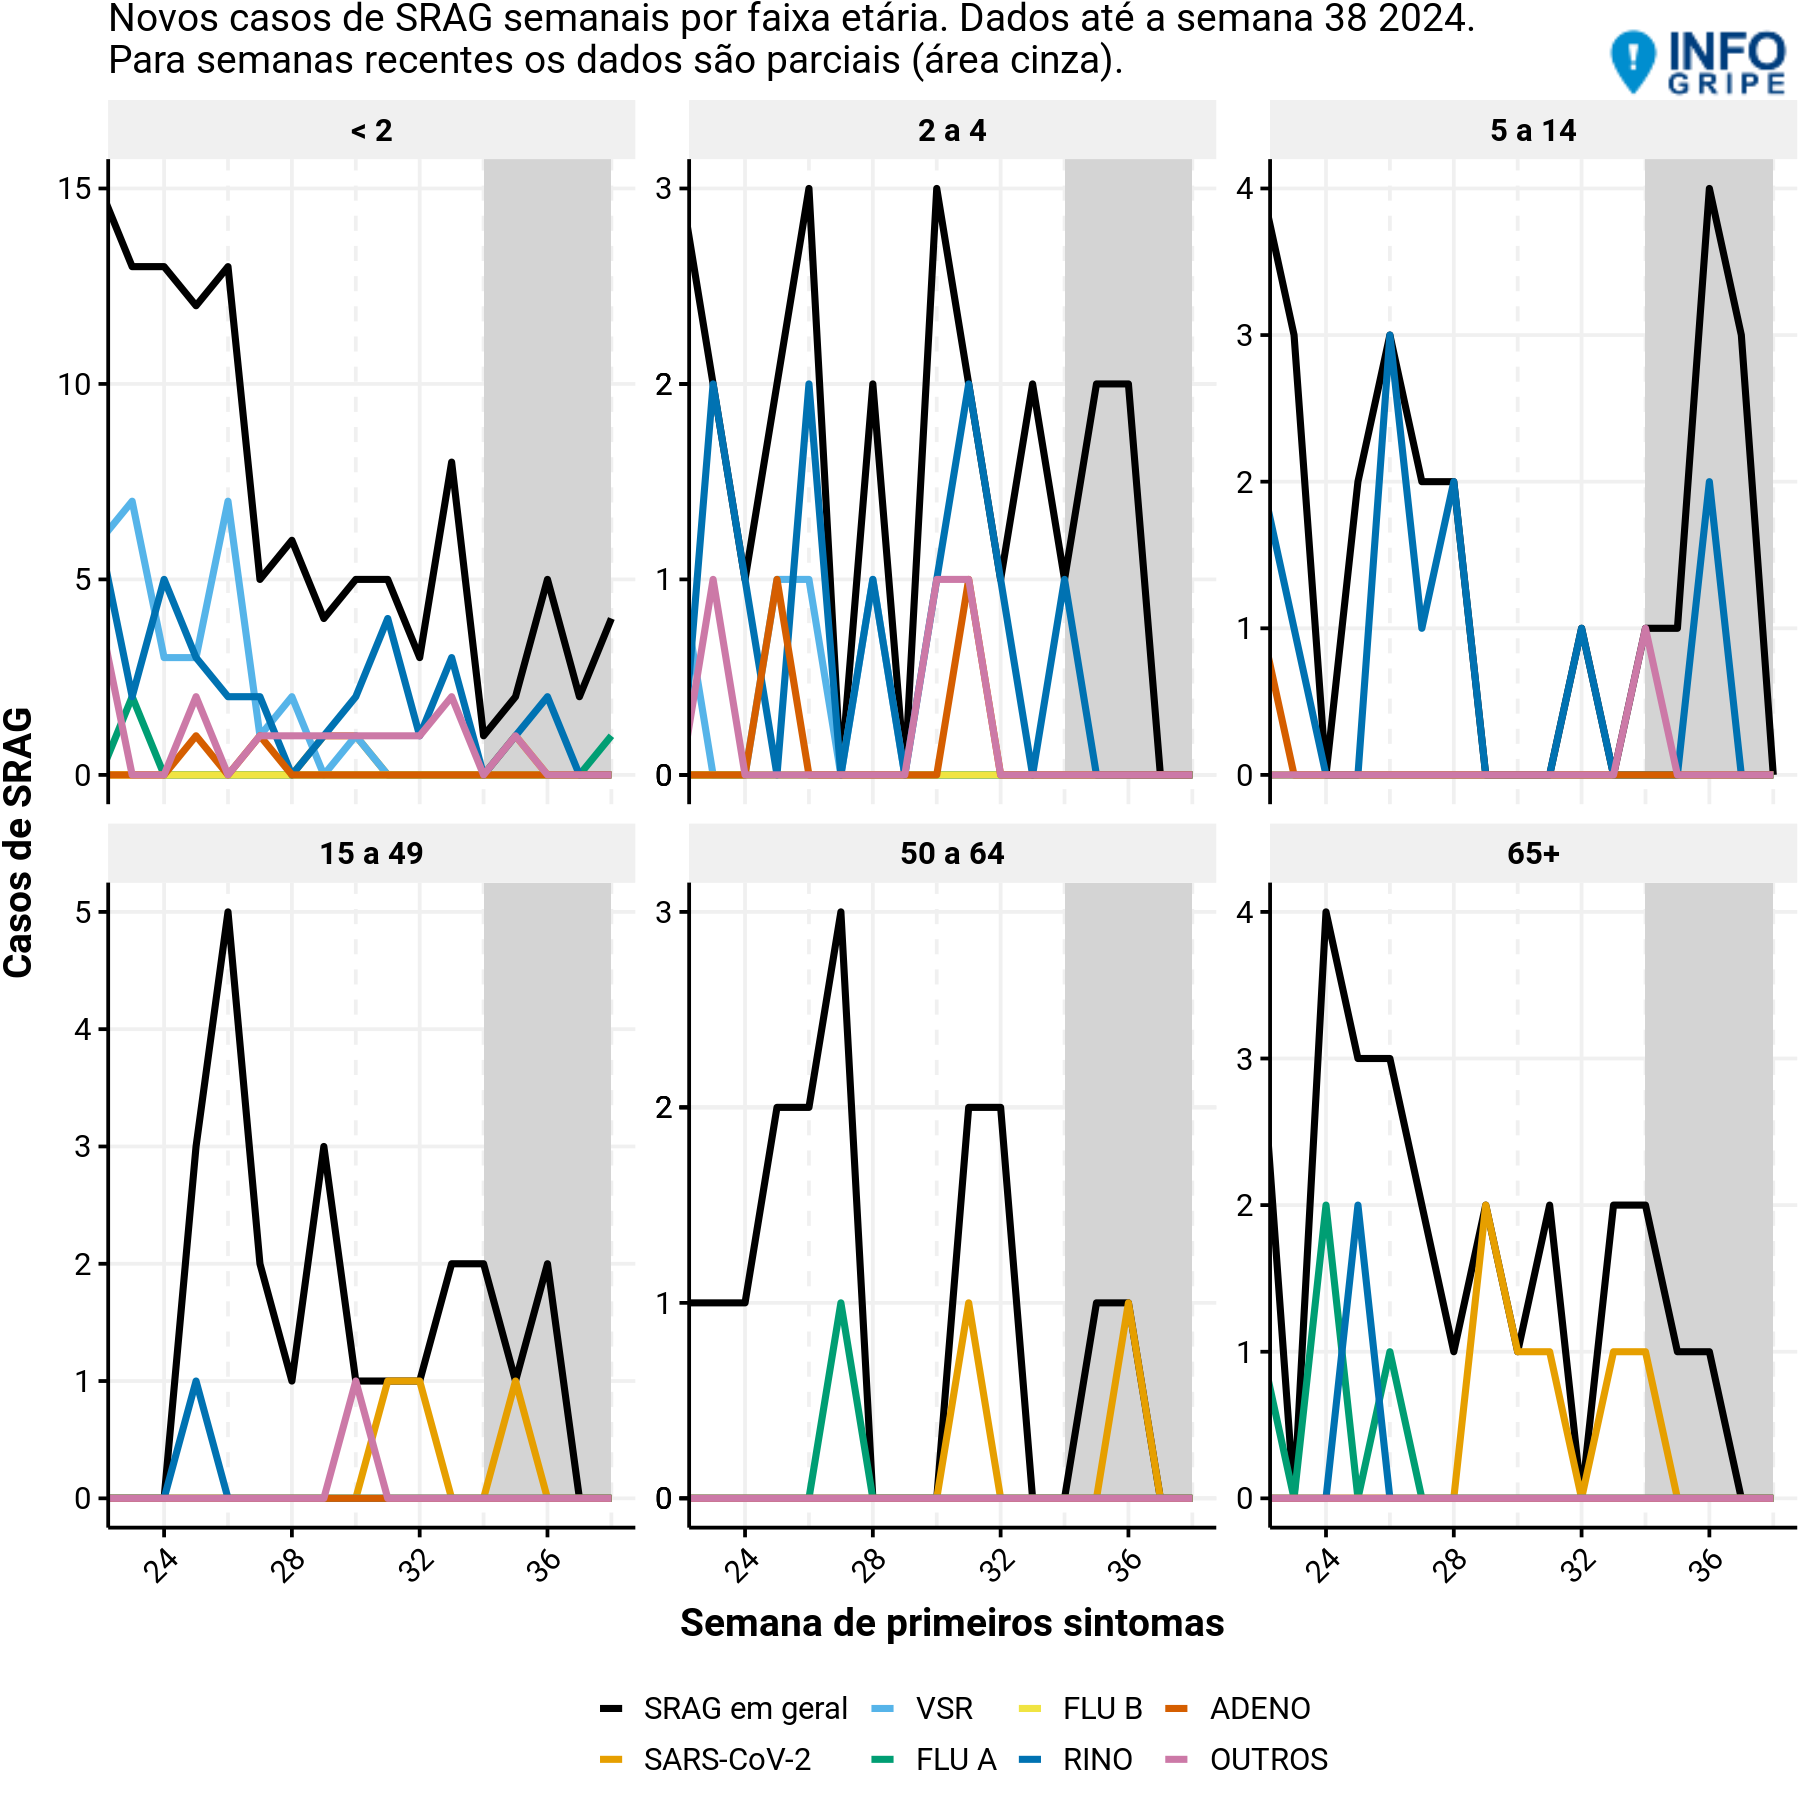 Novos casos de SRAG semanais por faixa etária. Dados até a semana 38 2024.
Para semanas recentes os dados são parciais (área cinza).
INFO
GRIPE
< 2
2 a 4
5 a 14
15
10
5
0
3
2
1
0
4
3
2
1
0
Casos de SRAG
15 a 49
50 a 64
65+
5
4
3
2
1
0
3
2
1
0
4
3
2
1
0
24 28 32 36
24 28 32 36
24 28 32 36
Semana de primeiros sintomas
SRAG em geral VSR FLU B ADENO
SARS-CoV-2 FLU A RINO OUTROS